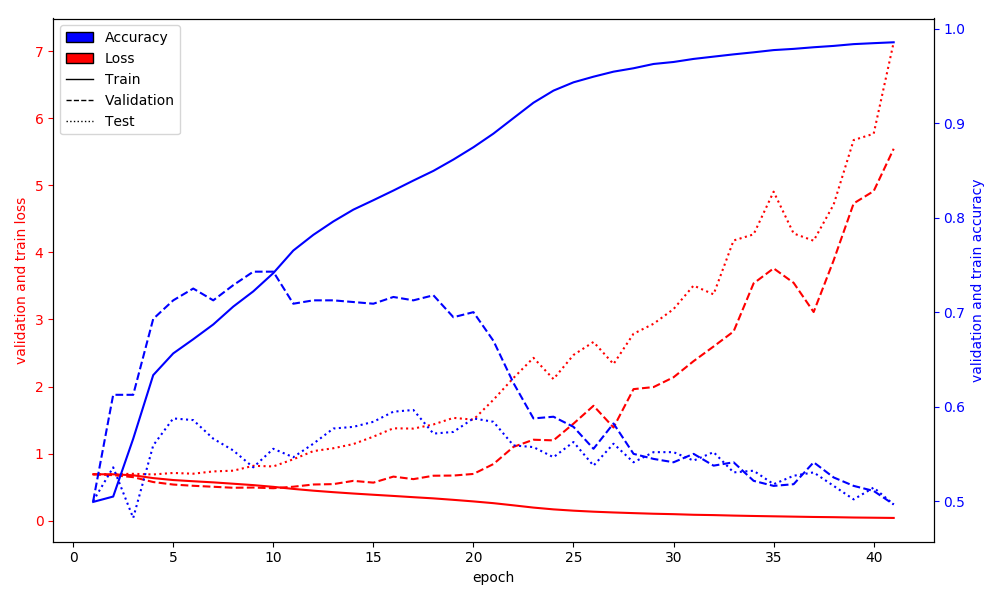 Accuracy
Loss
Train
Validation
Test
validation and train loss
7
6
5
4
3
2
1
0
1.0
0.9
0.8
0.7
0.6
0.5
validation and train accuracy
0 5 10 15 20 25 30 35 40
epoch